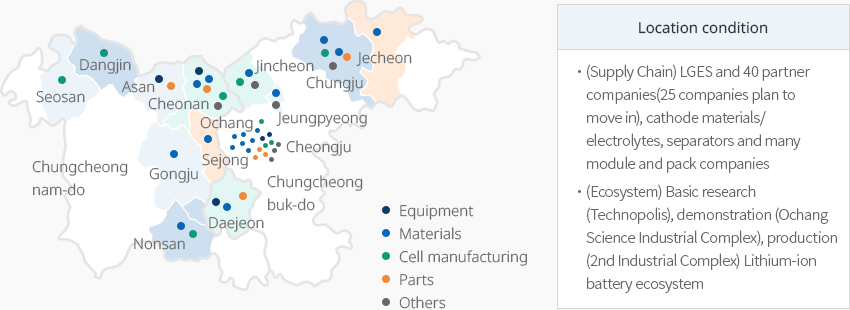 Dangjin
Seosan
Asan
Cheonan
Jincheon
Chungju
Jecheon
Jeungpyeong
Ochang
Cheongju
Sejong
Chungcheong
nam-do
Gongju
Chungcheong
buk-do
Daejeon
Nonsan
Equipment
Materials
Cell manufacturing
Parts
Others
Location condition
・(Supply Chain) LGES and 40 partner
companies(25 companies plan to
move in), cathode materials/
electrolytes, separators and many
module and pack companies
・(Ecosystem) Basic research
(Technopolis), demonstration (Ochang
Science Industrial Complex), production
(2nd Industrial Complex) Lithium-ion
battery ecosystem